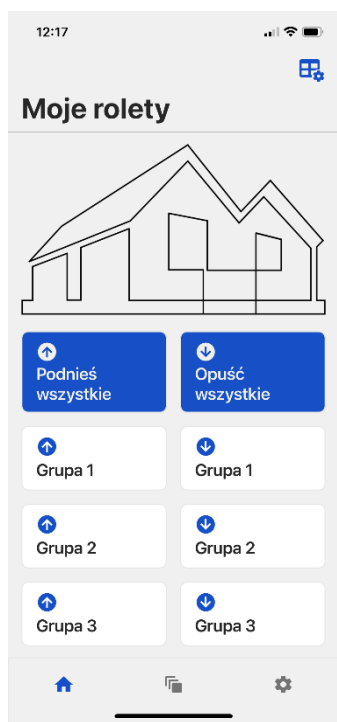 12:17
Moje rolety
Podnieś
wszystkie
Opuść
wszystkie
Grupa 1
Grupa 1
Grupa 2
Grupa 2
Grupa 3
Grupa 3